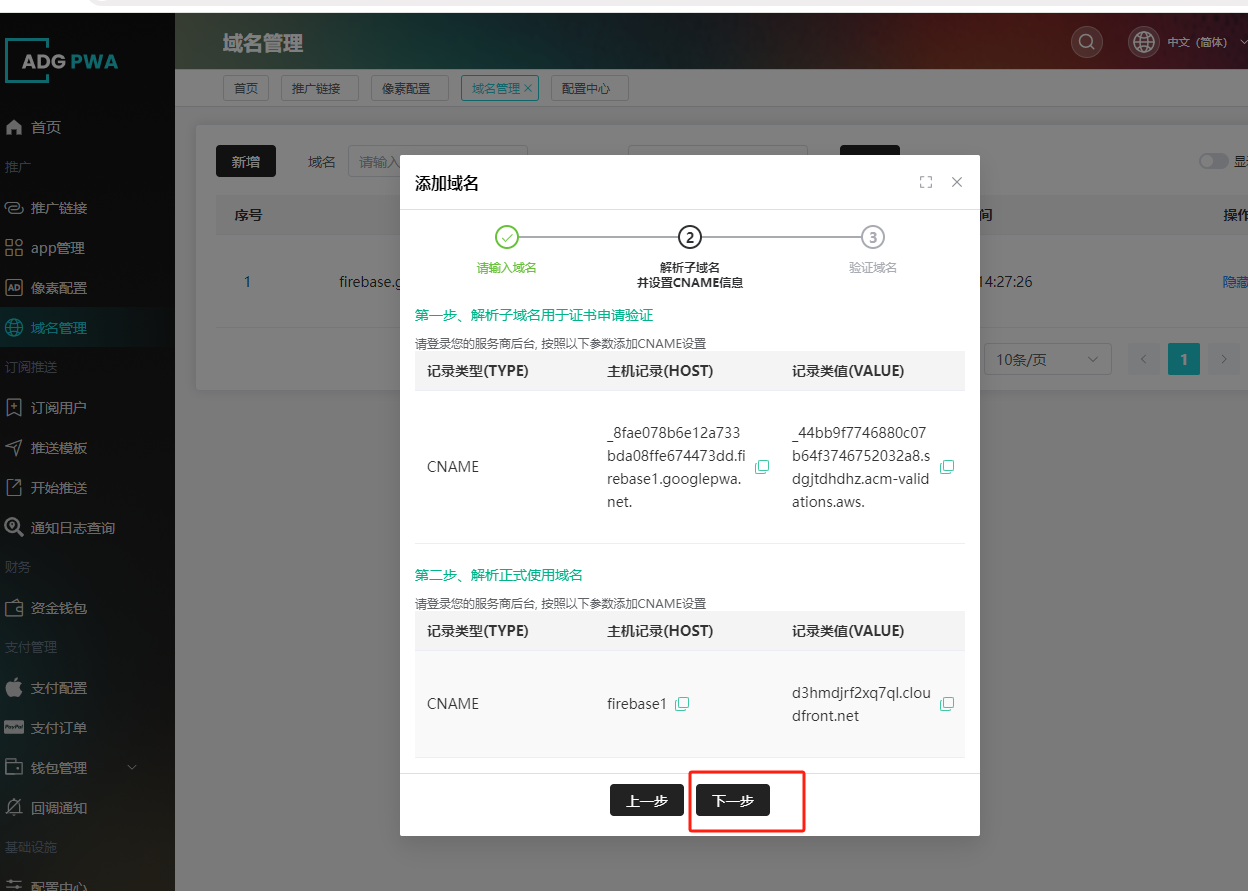 ADG PWA
域名管理
中文 (简体)
首页
推广链接
像素配置
域名管理
配置中心
首页
推广
推广链接
app管理
像素配置
域名管理
订阅推送
订阅用户
推送模板
开始推送
通知日志查询
财务
资金钱包
支付管理
支付配置
支付订单
钱包管理
回调通知
基础设施
配置中心
新增
域名
请输入
显
序号
间
操作
1
firebase.g
14:27:26
隐藏
10条/页
1
添加域名
2
3
请输入域名
解析子域名
并设置CNAME信息
验证域名
第一步、解析子域名用于证书申请验证
请登录您的服务商后台, 按照以下参数添加CNAME设置
记录类型(TYPE)
主机记录(HOST)
记录类值(VALUE)
CNAME
_8fae078b6e12a733
bda08ffe674473dd.fi
rebase1.googlepwa.
net.
_44bb9f7746880c07
b64f3746752032a8.s
dgjtdhdhz.acm-valid
ations.aws.
第二步、解析正式使用域名
请登录您的服务商后台, 按照以下参数添加CNAME设置
记录类型(TYPE)
主机记录(HOST)
记录类值(VALUE)
CNAME
firebase1
d3hmdjrf2xq7ql.clou
dfront.net
上一步
下一步